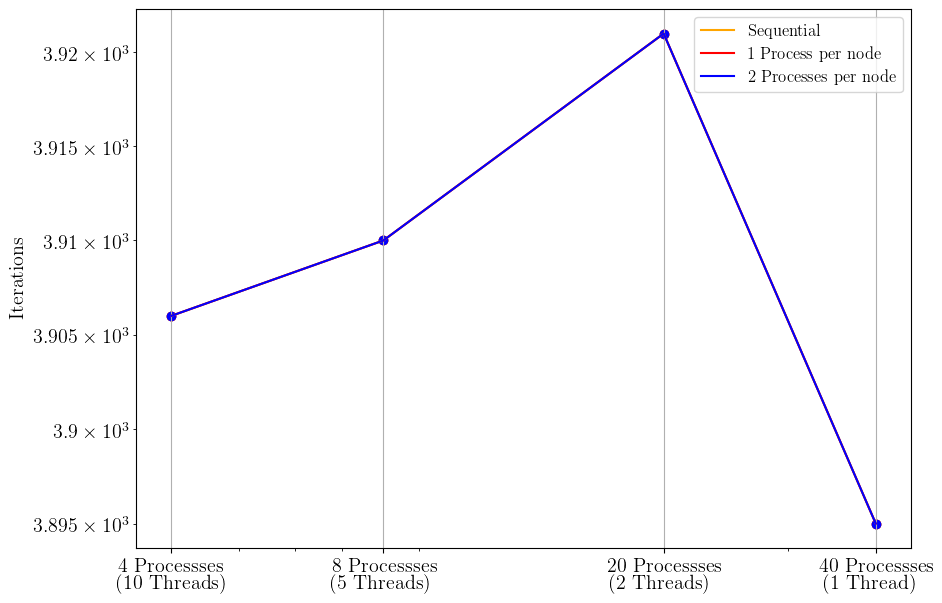 Sequential
1 Process per node
2 Processes per node
Iterations
3.92 × 10³
3.915 × 10³
3.91 × 10³
3.905 × 10³
3.9 × 10³
3.895 × 10³
4 Processses 8 Processses 20 Processses 40 Processses
(10 Threads) (5 Threads) (2 Threads) (1 Thread)